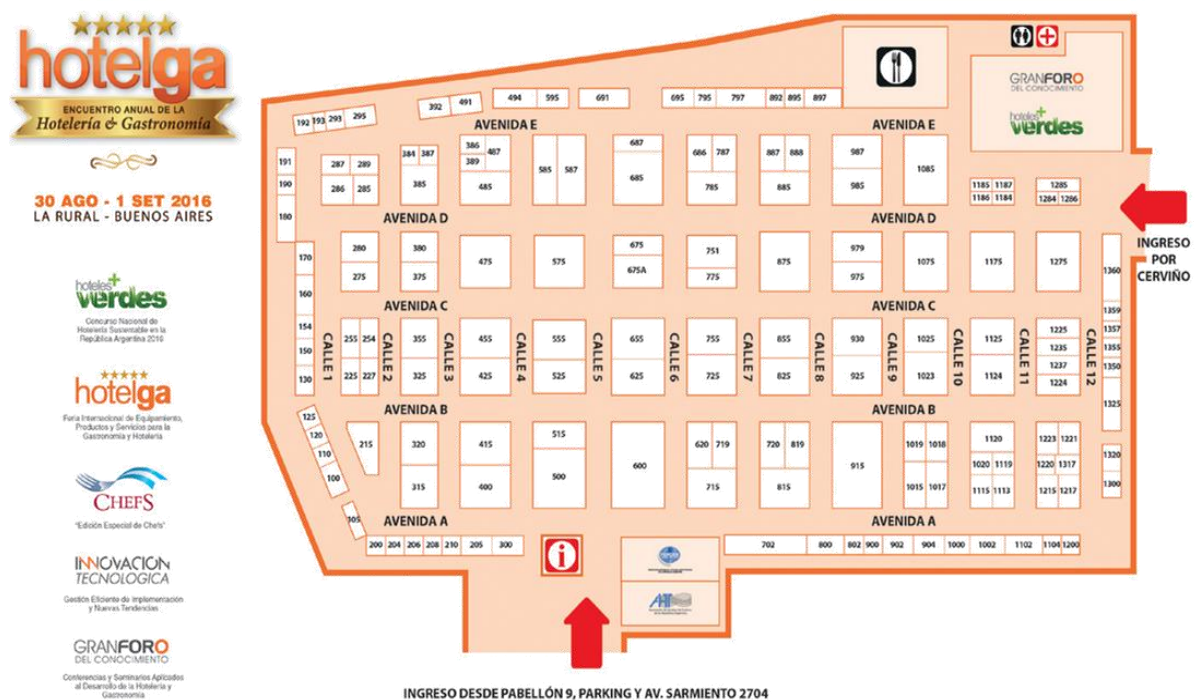 hotelga
ENCUENTRO ANUAL DE LA
Hotelería & Gastronomía
30 AGO - 1 SET 2016
LA RURAL - BUENOS AIRES
hoteles
verdes
Concurso Nacional de
Hotelería Sustentable en la
República Argentina 2016
hotelga
Feria Internacional de Equipamiento,
Productos y Servicios para la
Gastronomía y Hotelería
CHEFS
"Edición Especial de Chefs"
INNOVACION
TECNOLOGICA
Gestión Eficiente de Implementación
y Nuevas Tendencias
GRANFORO
DEL CONOCIMIENTO
Conferencias y Seminarios Aplicados
al Desarrollo de la Hotelería y
Gastronomía
GRANFORO
DEL CONOCIMIENTO
hoteles
verdes
192 193 293 295 392 491 494 595 691 695 795 797 892 895 897
AVENIDA E AVENIDA E
191 190 180
287 289 384 387 386 487 389 585 587 687 686 787 887 888 987 1085
286 285 385 485 685 785 885 985
1185 1187 1285
1186 1184 1284 1286
AVENIDA D AVENIDA D
INGRESO
POR
CERVIÑO
170 160 154 150 130
280 380 475 575 675 751 875 979 1075 1175 1275
275 375 675A 775 975
1360 1359 1357 1355 1350 1325
AVENIDA C AVENIDA C
CALLE 1 CALLE 2 CALLE 3 CALLE 4 CALLE 5 CALLE 6 CALLE 7 CALLE 8 CALLE 9 CALLE 10 CALLE 11 CALLE 12
255 254 355 455 555 655 755 855 930 1025 1125 1225
1235
225 227 325 425 525 625 725 825 925 1023 1124 1237
1224
AVENIDA B AVENIDA B
125 120 110 100 105
215 320 415 515 600 620 719 720 819 915 1019 1018 1120 1223 1221 1320
1020 1119 1220 1317
315 400 500 715 815 1015 1017 1115 1113 1215 1217 1300
AVENIDA A AVENIDA A
200 204 206 208 210 205 300 i 702 800 802 900 902 904 1000 1002 1102 1104 1200
INGRESO DESDE PABELLÓN 9, PARKING Y AV. SARMIENTO 2704